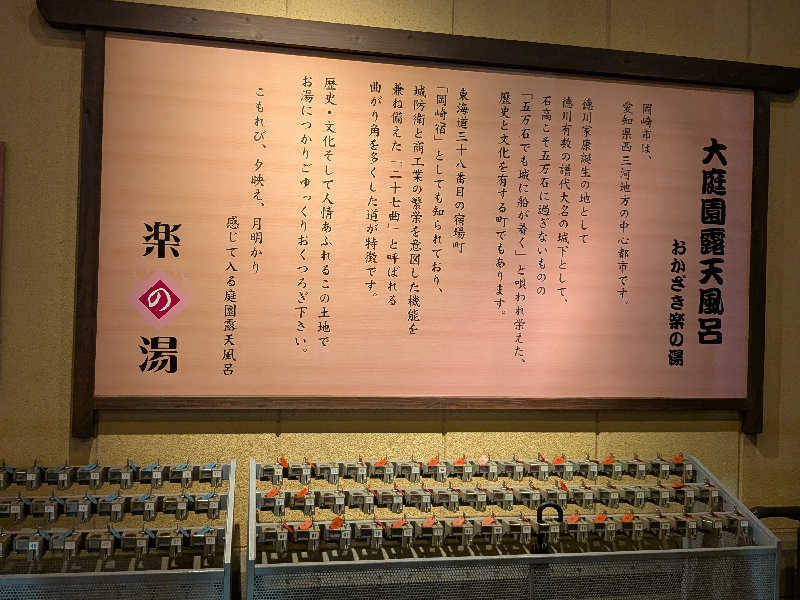 大庭園露天風呂
おかざき楽の湯
岡崎市は、
愛知県西三河地方の中心都市です。
徳川家康誕生の地として
徳川有数の譜代大名の城下として、
石高こそ五万石に過ぎないものの
「五万石でも城に船が着く」と唄われ栄えた、
歴史と文化を有する町でもあります。
東海道三十八番目の宿場町
「岡崎宿」としても知られており、
城防衛と商工業の繁栄を意図した機能を
兼ね備えた「二十七曲」と呼ばれる
曲がり角を多くした道が特徴です。
歴史・文化そして人情あふれるこの土地で
お湯につかりごゆっくりおくつろぎ下さい。
こもれび、夕映え、月明かり
感じて入る庭園露天風呂
楽の湯